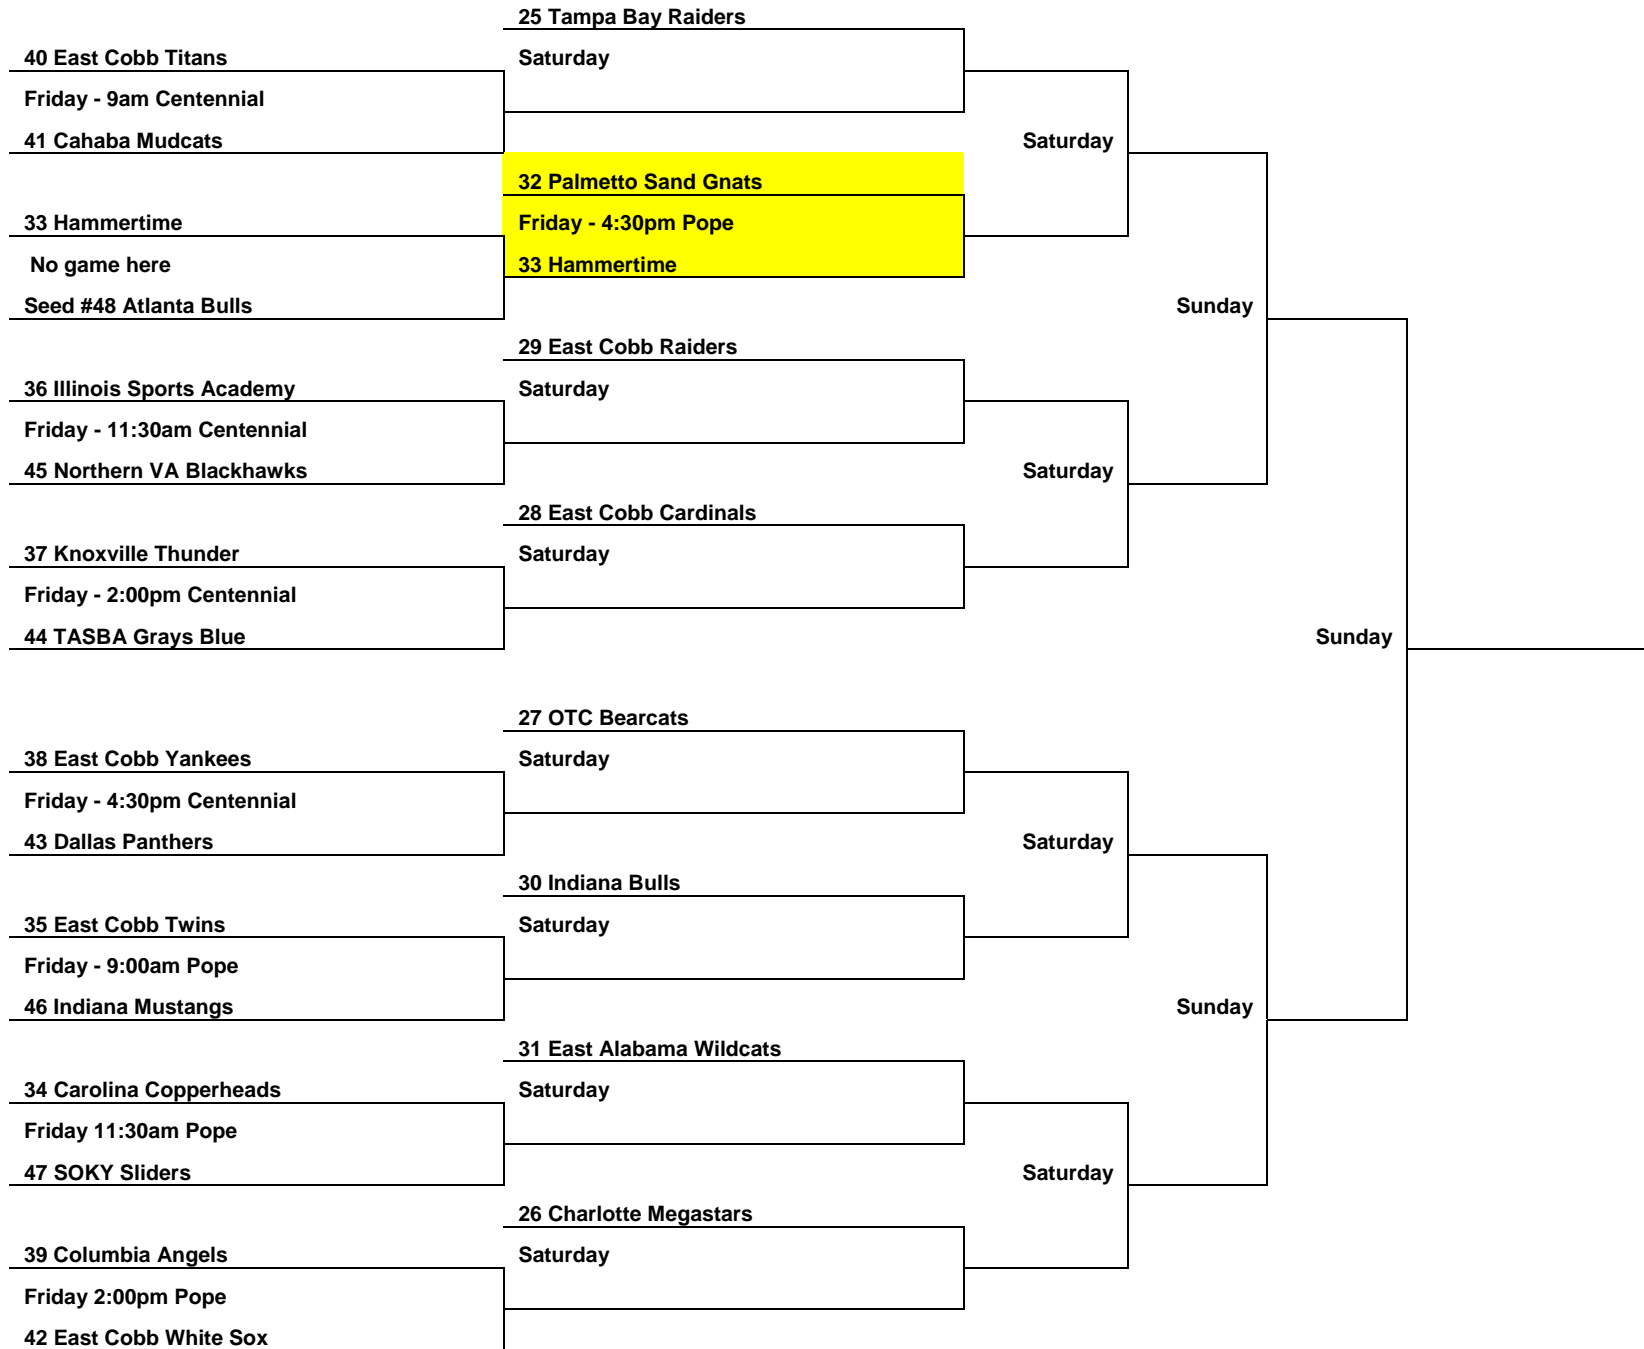 25 Tampa Bay Raiders
40 East Cobb Titans
Saturday
Friday - 9am Centennial
41 Cahaba Mudcats
Saturday
32 Palmetto Sand Gnats
33 Hammertime
Friday - 4:30pm Pope
No game here
33 Hammertime
Seed #48 Atlanta Bulls
Sunday
29 East Cobb Raiders
36 Illinois Sports Academy
Saturday
Friday - 11:30am Centennial
45 Northern VA Blackhawks
Saturday
28 East Cobb Cardinals
37 Knoxville Thunder
Saturday
Friday - 2:00pm Centennial
44 TASBA Grays Blue
Sunday
27 OTC Bearcats
38 East Cobb Yankees
Saturday
Friday - 4:30pm Centennial
43 Dallas Panthers
Saturday
30 Indiana Bulls
35 East Cobb Twins
Saturday
Friday - 9:00am Pope
46 Indiana Mustangs
Sunday
31 East Alabama Wildcats
34 Carolina Copperheads
Saturday
Friday 11:30am Pope
47 SOKY Sliders
Saturday
26 Charlotte Megastars
39 Columbia Angels
Saturday
Friday 2:00pm Pope
42 East Cobb White Sox